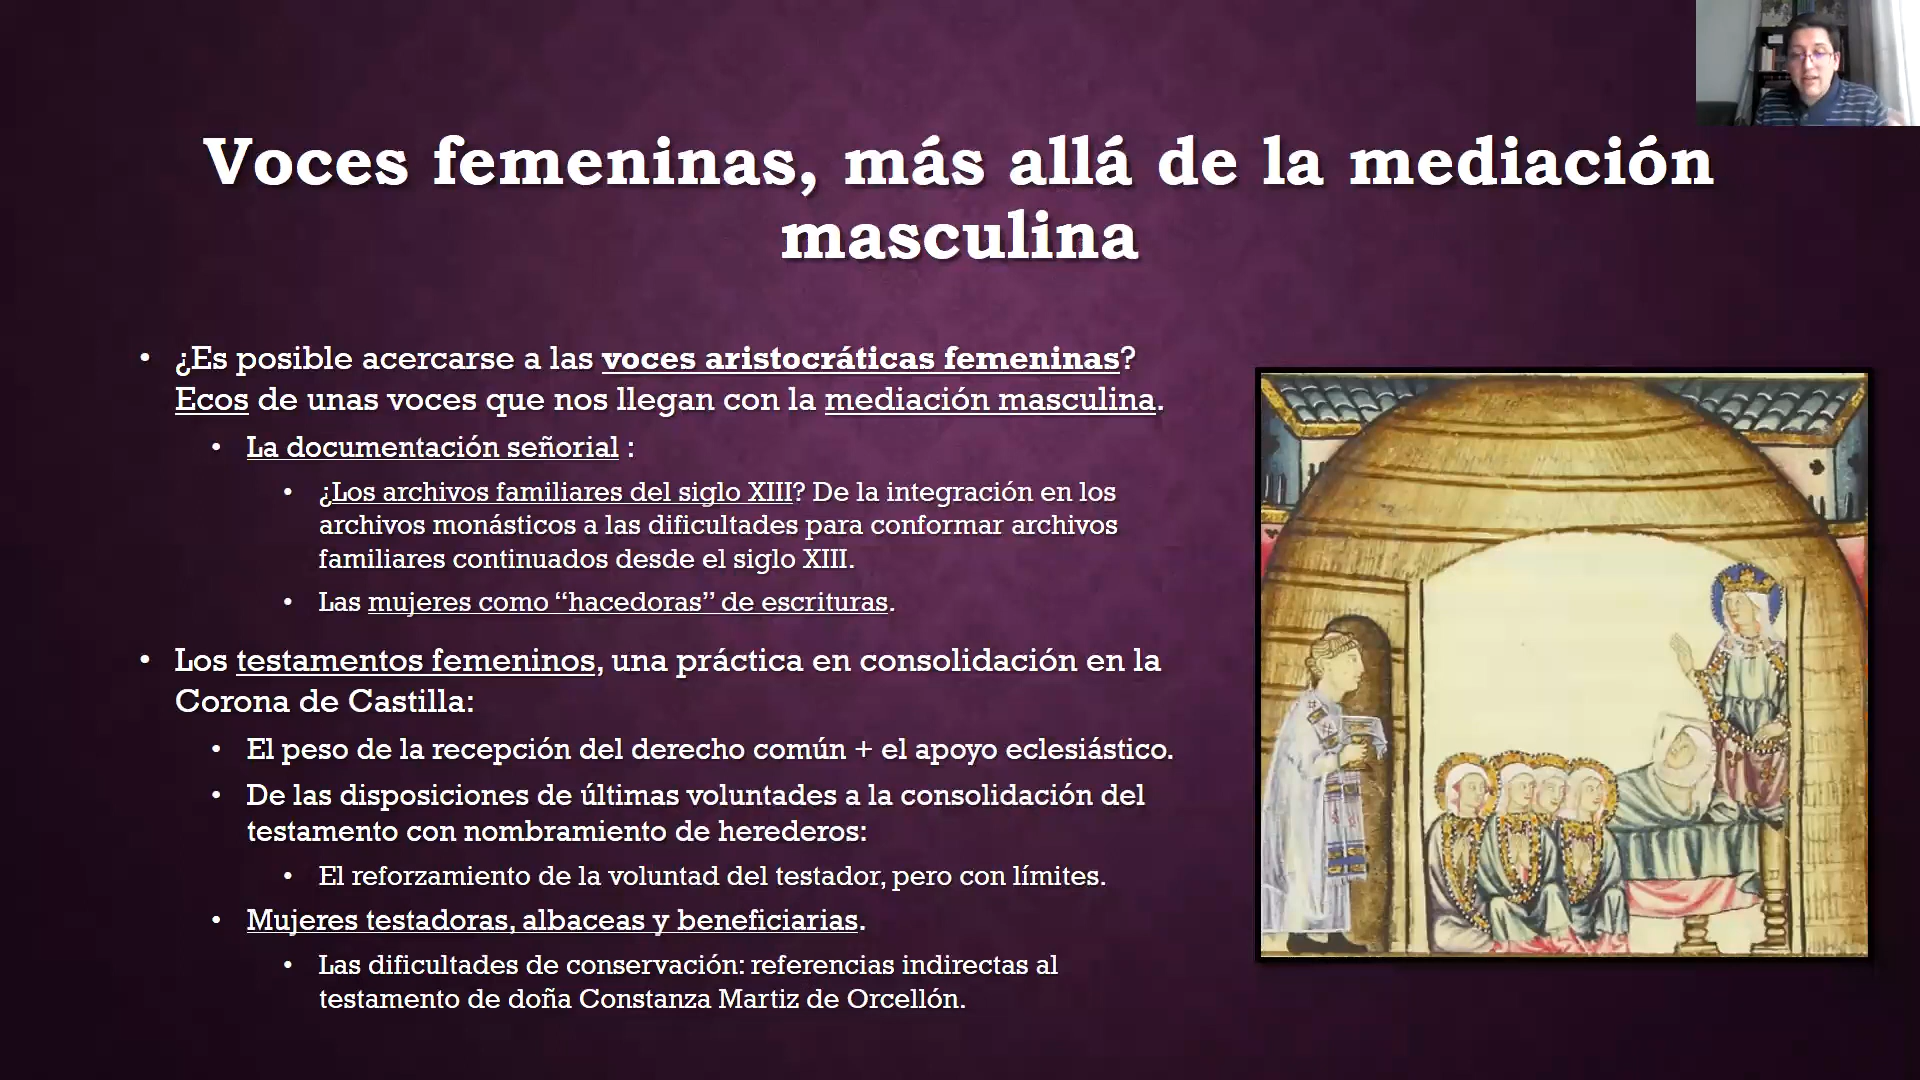 Voces femeninas, más allá de la mediación
masculina
• ¿Es posible acercarse a las voces aristocráticas femeninas?
Ecos de unas voces que nos llegan con la mediación masculina.
• La documentación señorial :
• ¿Los archivos familiares del siglo XIII? De la integración en los
archivos monásticos a las dificultades para conformar archivos
familiares continuados desde el siglo XIII.
• Las mujeres como “hacedoras” de escrituras.
• Los testamentos femeninos, una práctica en consolidación en la
Corona de Castilla:
• El peso de la recepción del derecho común + el apoyo eclesiástico.
• De las disposiciones de últimas voluntades a la consolidación del
testamento con nombramiento de herederos:
• El reforzamiento de la voluntad del testador, pero con límites.
• Mujeres testadoras, albaceas y beneficiarias.
• Las dificultades de conservación: referencias indirectas al
testamento de doña Constanza Martiz de Orcellón.